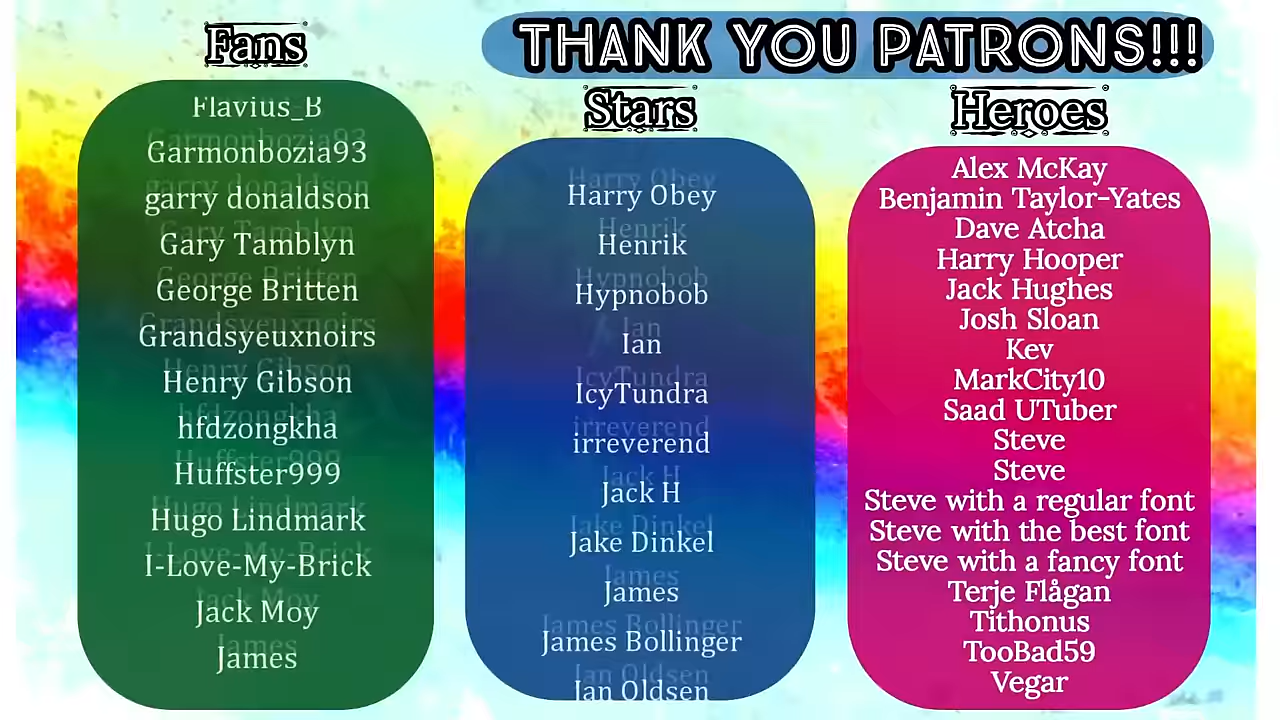 Fans
THANK YOU PATRONS!!!
Stars
Heroes
Flavius_B
Garmonbozia93
garry donaldson
Gary Tamblyn
George Britten
Grandsyeuxnoirs
Henry Gibson
hfdzongkha
Huffster999
Hugo Lindmark
I-Love-My-Brick
Jack Moy
James
Harry Obey
Henrik
Hypnobob
Ian
IcyTundra
irreverend
Jack H
Jake Dinkel
James
James Bollinger
Jan Oldsen
Alex McKay
Benjamin Taylor-Yates
Dave Atcha
Harry Hooper
Jack Hughes
Josh Sloan
Kev
MarkCity10
Saad UTuber
Steve
Steve
Steve with a regular font
Steve with the best font
Steve with a fancy font
Terje Flågan
Tithonus
TooBad59
Vegar